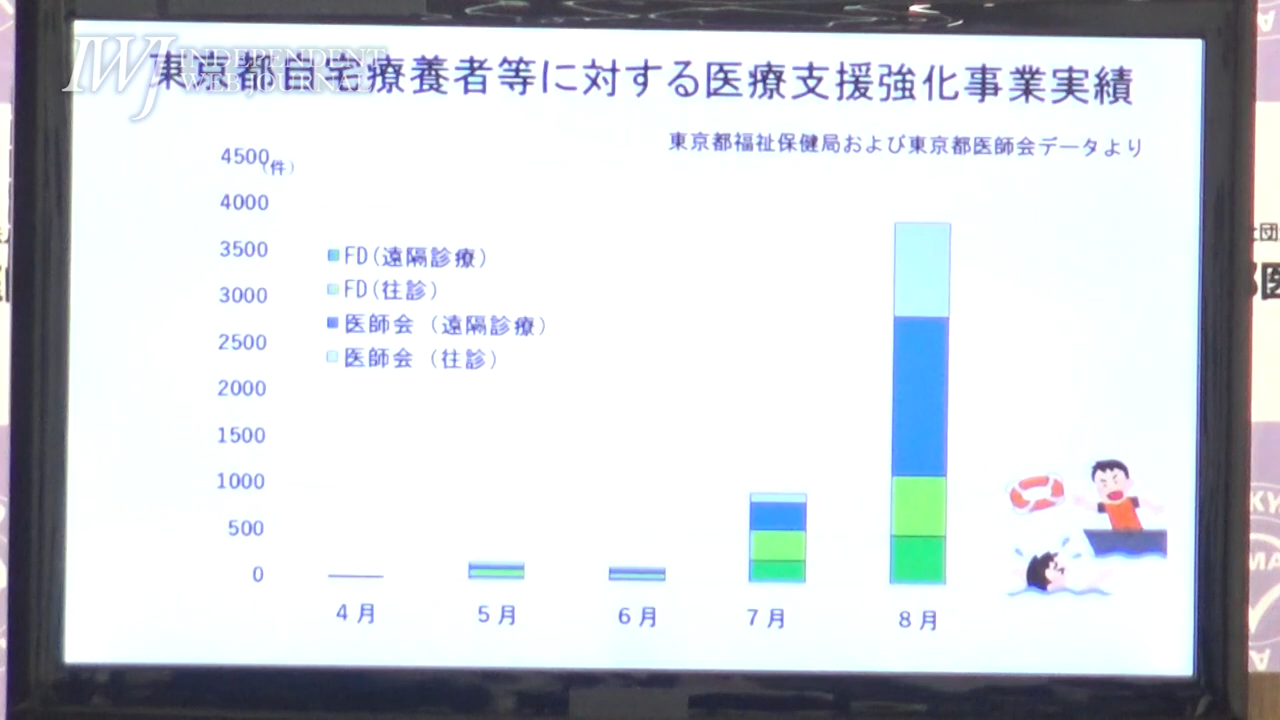 IWJ INDEPENDENT
WEB JOURNAL
東京都自宅療養者等に対する医療支援強化事業実績
東京都福祉保健局および東京都医師会データより
4500(件)
4000
3500
3000
2500
2000
1500
1000
500
0
FD(遠隔診療)
FD(往診)
医師会 (遠隔診療)
医師会 (往診)
4月
5月
6月
7月
8月